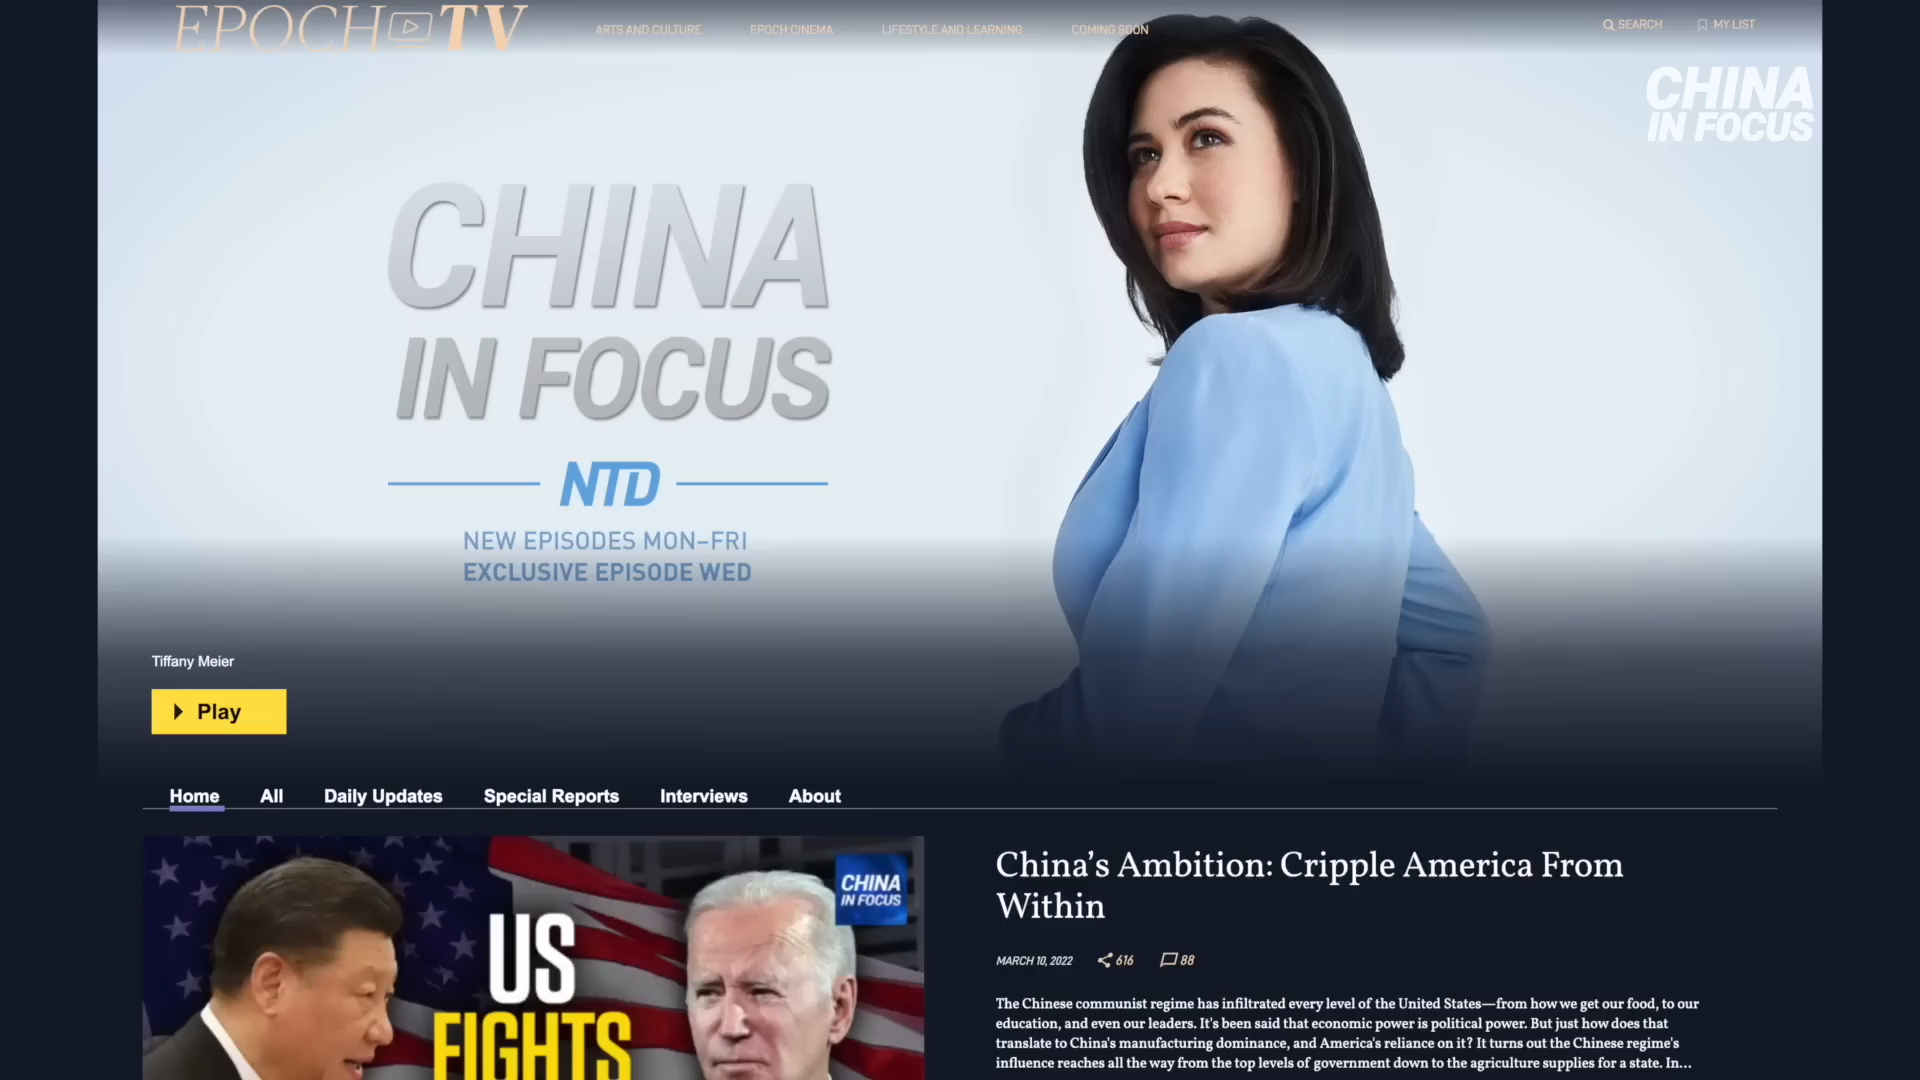 EPOCH TV
ARTS AND CULTURE
EPOCH CINEMA
LIFESTYLE AND LEARNING
COMING SOON
SEARCH
MY LIST
CHINA
IN FOCUS
CHINA
IN FOCUS
NTD
NEW EPISODES MON–FRI
EXCLUSIVE EPISODE WED
Tiffany Meier
Play
Home
All
Daily Updates
Special Reports
Interviews
About
CHINA
IN FOCUS
US
FIGHTS
China’s Ambition: Cripple America From
Within
MARCH 10, 2022
616
88
The Chinese communist regime has infiltrated every level of the United States—from how we get our food, to our
education, and even our leaders. It's been said that economic power is political power. But just how does that
translate to China's manufacturing dominance, and America's reliance on it? It turns out the Chinese regime's
influence reaches all the way from the top levels of government down to the agriculture supplies for a state. In...